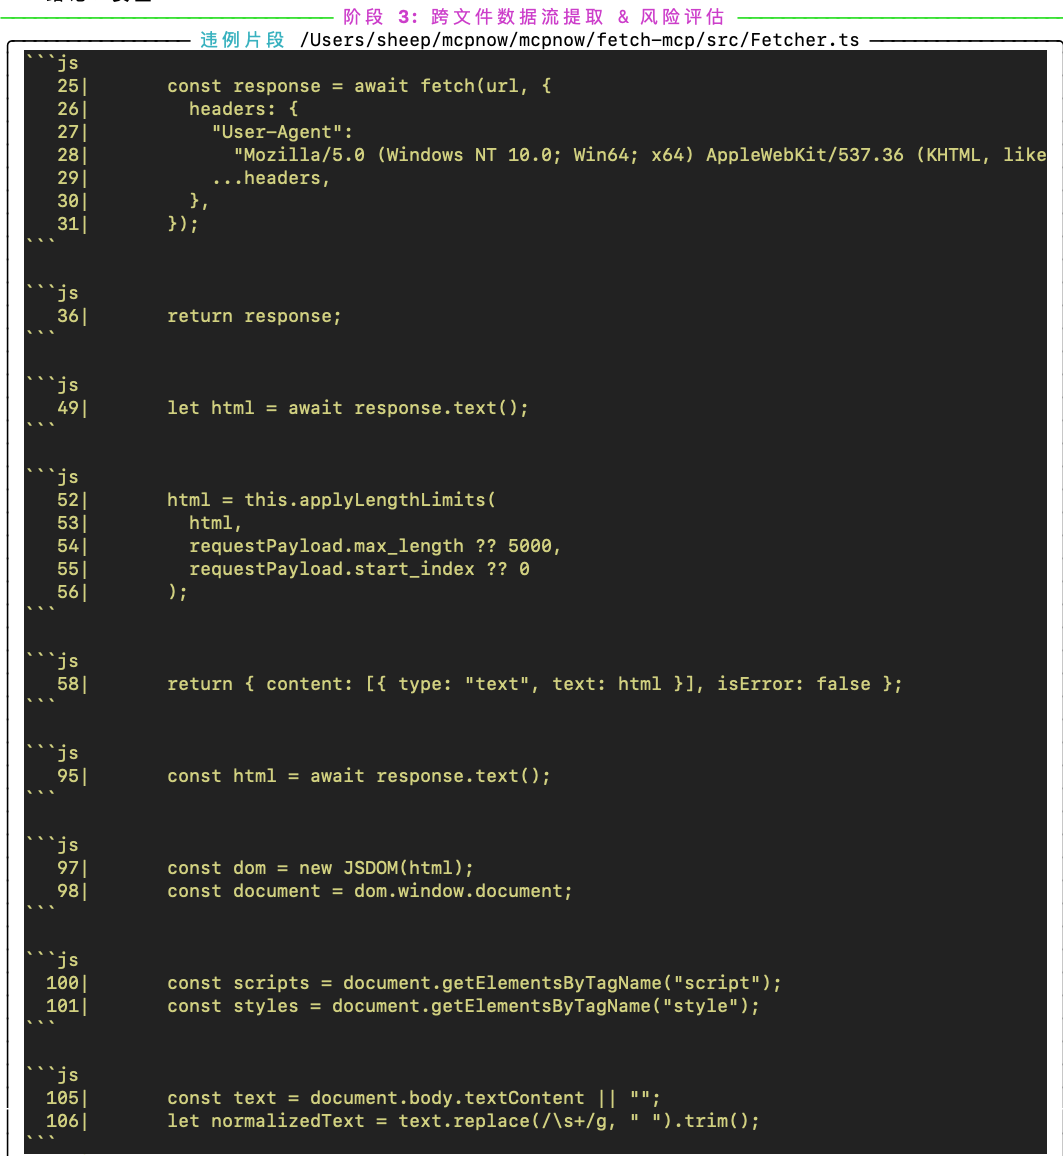 阶段 3: 跨文件数据流提取 & 风险评估
违例片段 /Users/sheep/mcpnow/mcpnow/fetch-mcp/src/Fetcher.ts
```js
25|       const response = await fetch(url, {
26|         headers: {
27|           "User-Agent":
28|             "Mozilla/5.0 (Windows NT 10.0; Win64; x64) AppleWebKit/537.36 (KHTML, like
29|           ...headers,
30|         },
31|       });
```
```js
36|       return response;
```
```js
49|       let html = await response.text();
```
```js
52|       html = this.applyLengthLimits(
53|         html,
54|         requestPayload.max_length ?? 5000,
55|         requestPayload.start_index ?? 0
56|       );
```
```js
58|       return { content: [{ type: "text", text: html }], isError: false };
```
```js
95|       const html = await response.text();
```
```js
97|       const dom = new JSDOM(html);
98|       const document = dom.window.document;
```
```js
100|       const scripts = document.getElementsByTagName("script");
101|       const styles = document.getElementsByTagName("style");
```
```js
105|       const text = document.body.textContent || "";
106|       let normalizedText = text.replace(/\s+/g, " ").trim();
```